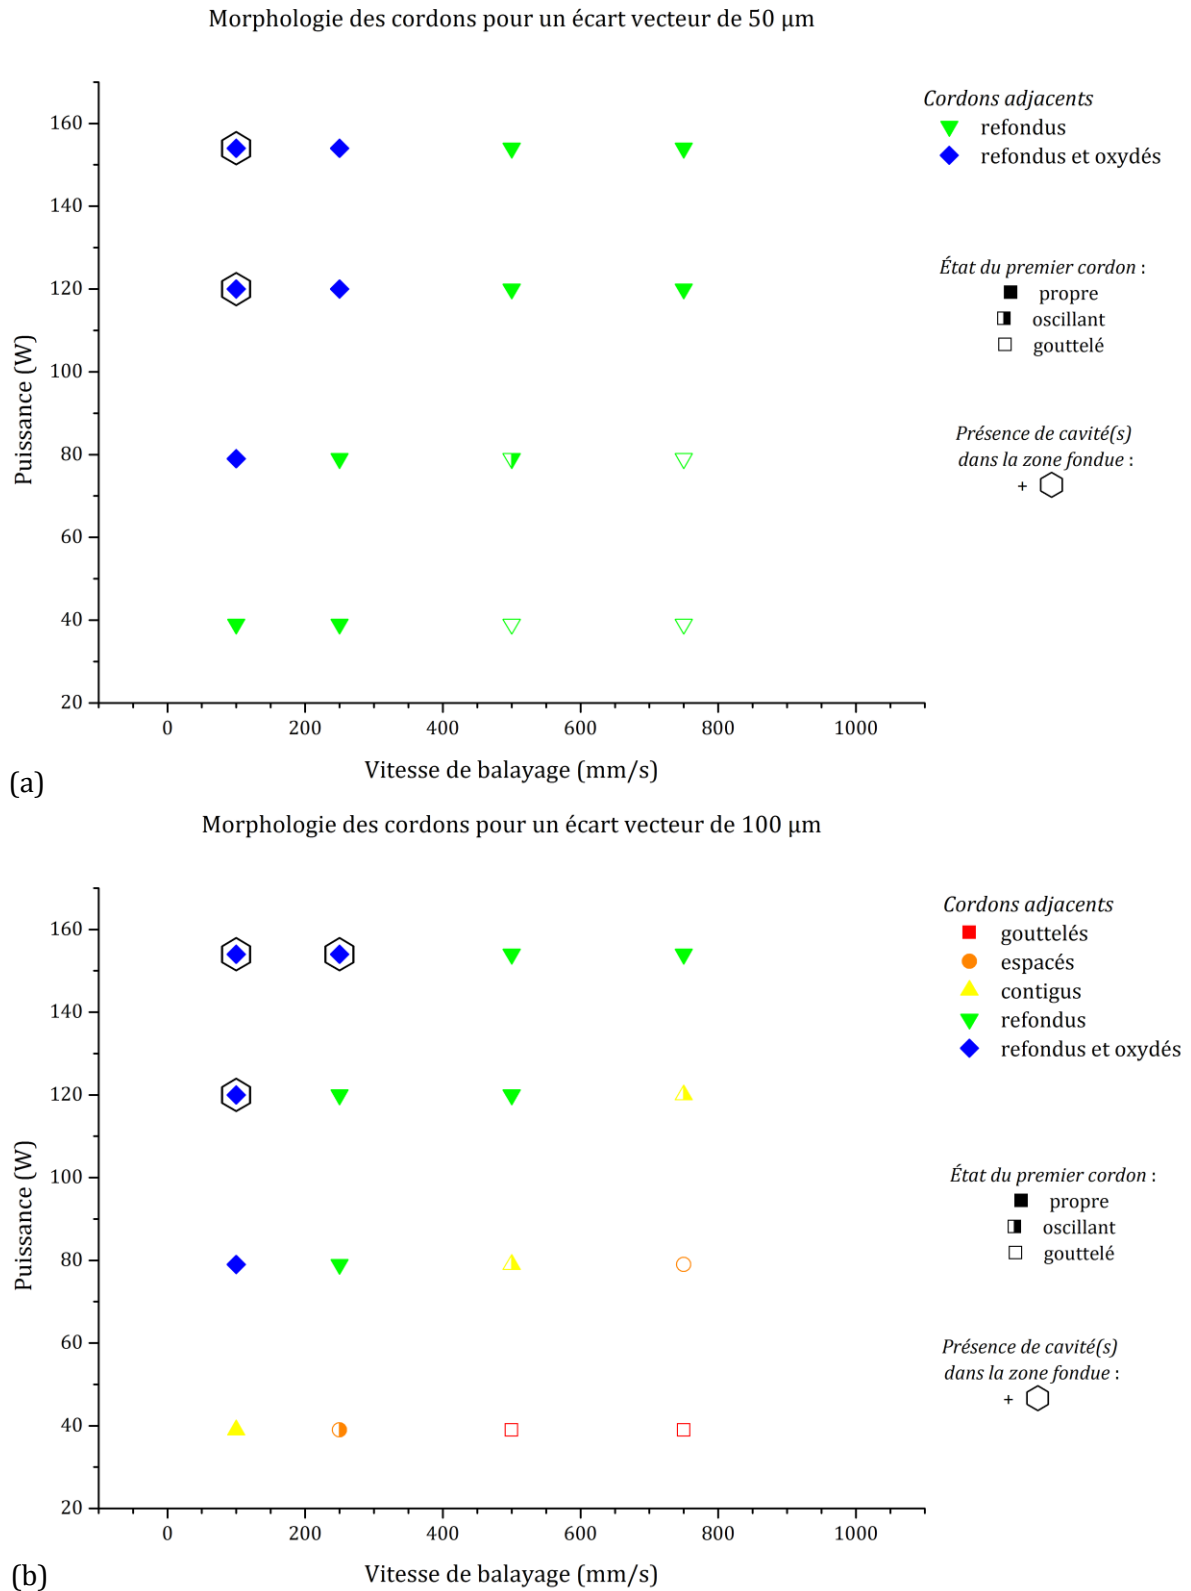 Morphologie des cordons pour un écart vecteur de 50 µm
Cordons adjacents
refondus
refondus et oxydés
État du premier cordon :
propre
oscillant
gouttelé
Présence de cavité(s)
dans la zone fondue :
+
160
140
120
100
80
60
40
20
Puissance (W)
0 200 400 600 800 1000
Vitesse de balayage (mm/s)
(a)
Morphologie des cordons pour un écart vecteur de 100 µm
Cordons adjacents
gouttelés
espacés
contigus
refondus
refondus et oxydés
État du premier cordon :
propre
oscillant
gouttelé
Présence de cavité(s)
dans la zone fondue :
+
160
140
120
100
80
60
40
20
Puissance (W)
0 200 400 600 800 1000
Vitesse de balayage (mm/s)
(b)